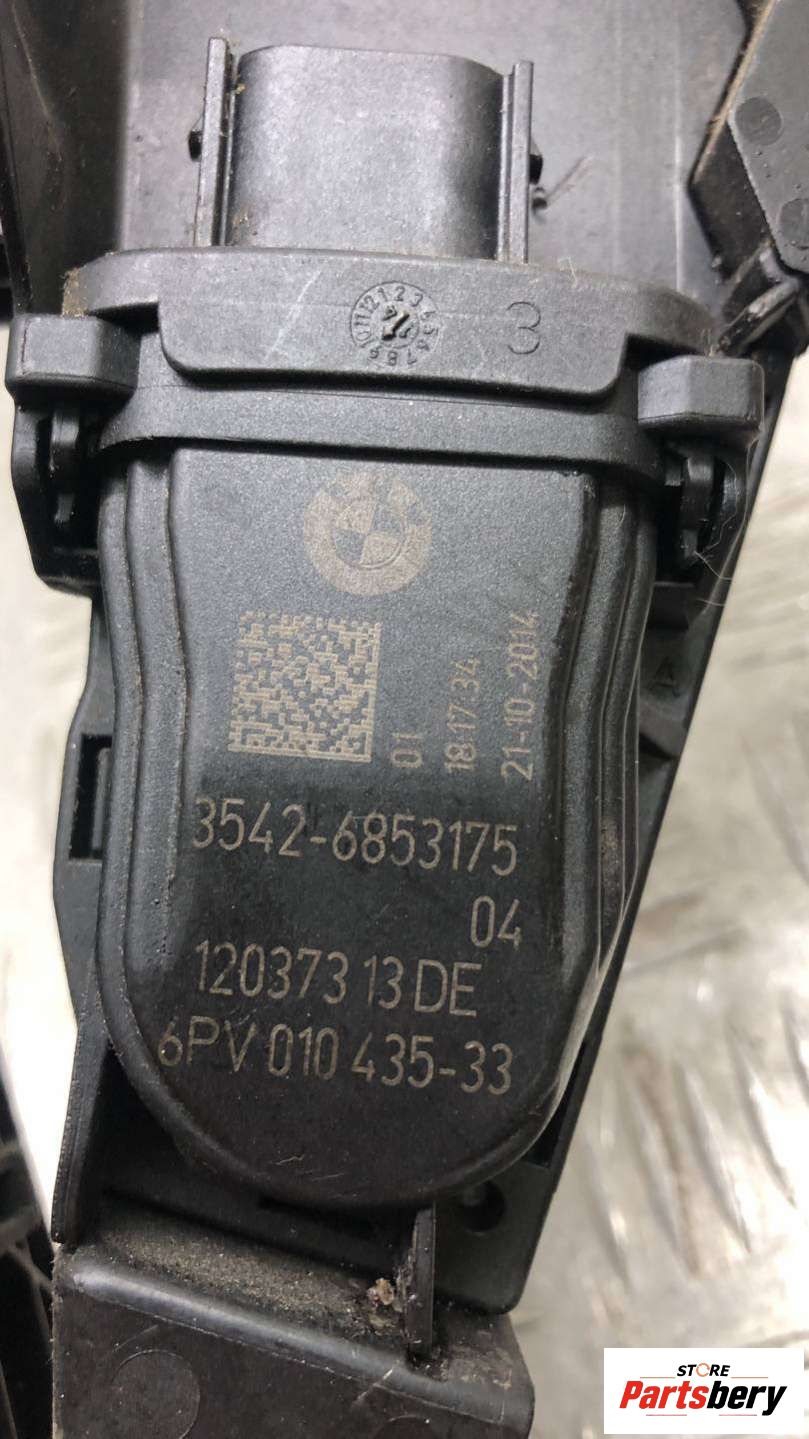 3
01
18:17:34
21-10-2014
3542-6853175
04
120373 13 DE
6PV 010 435-33
STORE
Partsbery